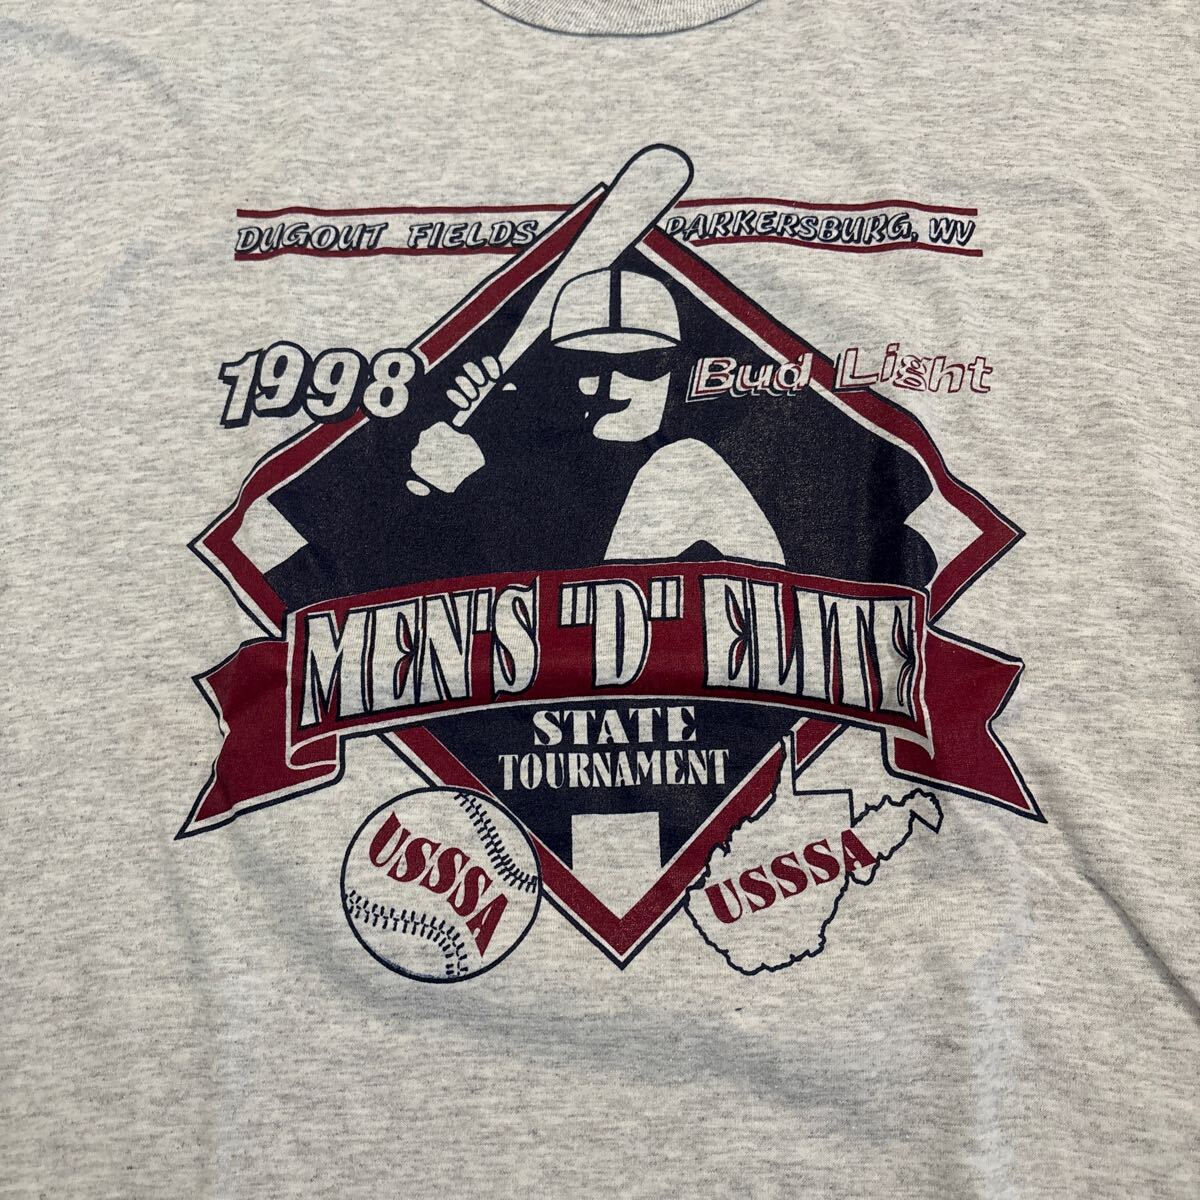 DUGOUT FIELDS PARKERSBURG, WV
1998 Bud Light
MEN'S "D" ELITE
STATE
TOURNAMENT
USSSA
USSSA